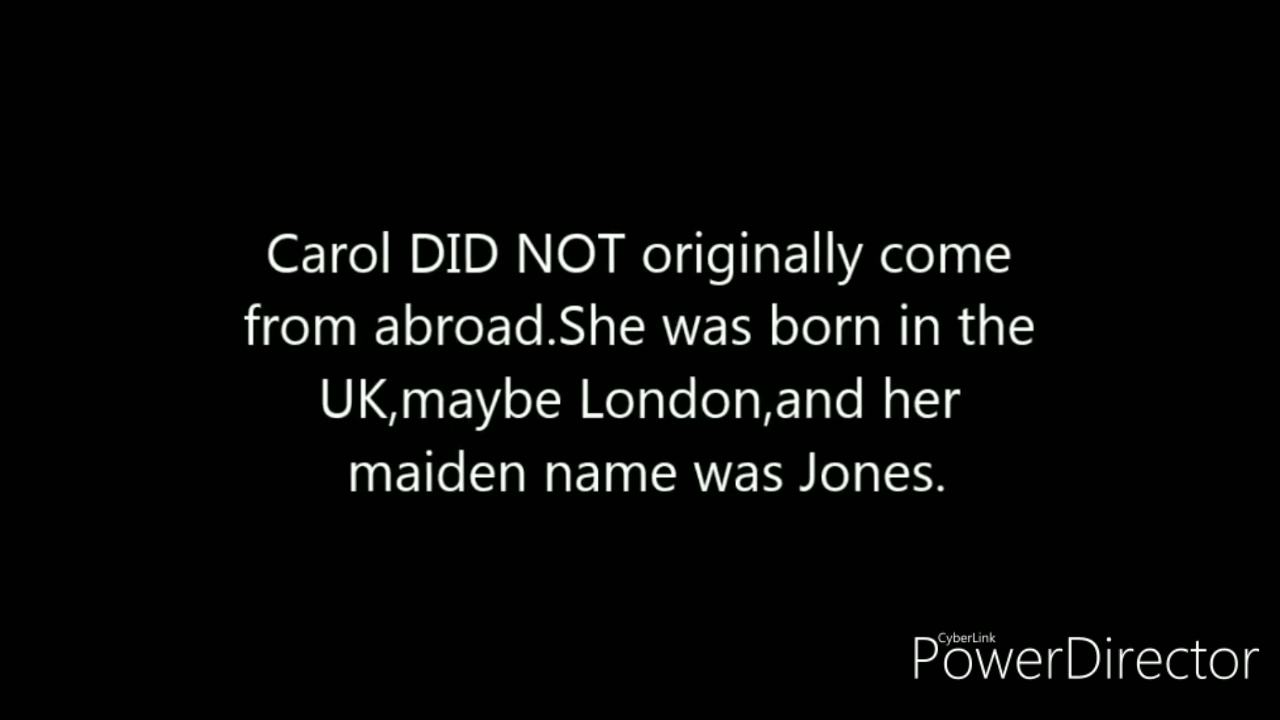 Carol DID NOT originally come
from abroad.She was born in the
UK,maybe London,and her
maiden name was Jones.
CyberLink
PowerDirector